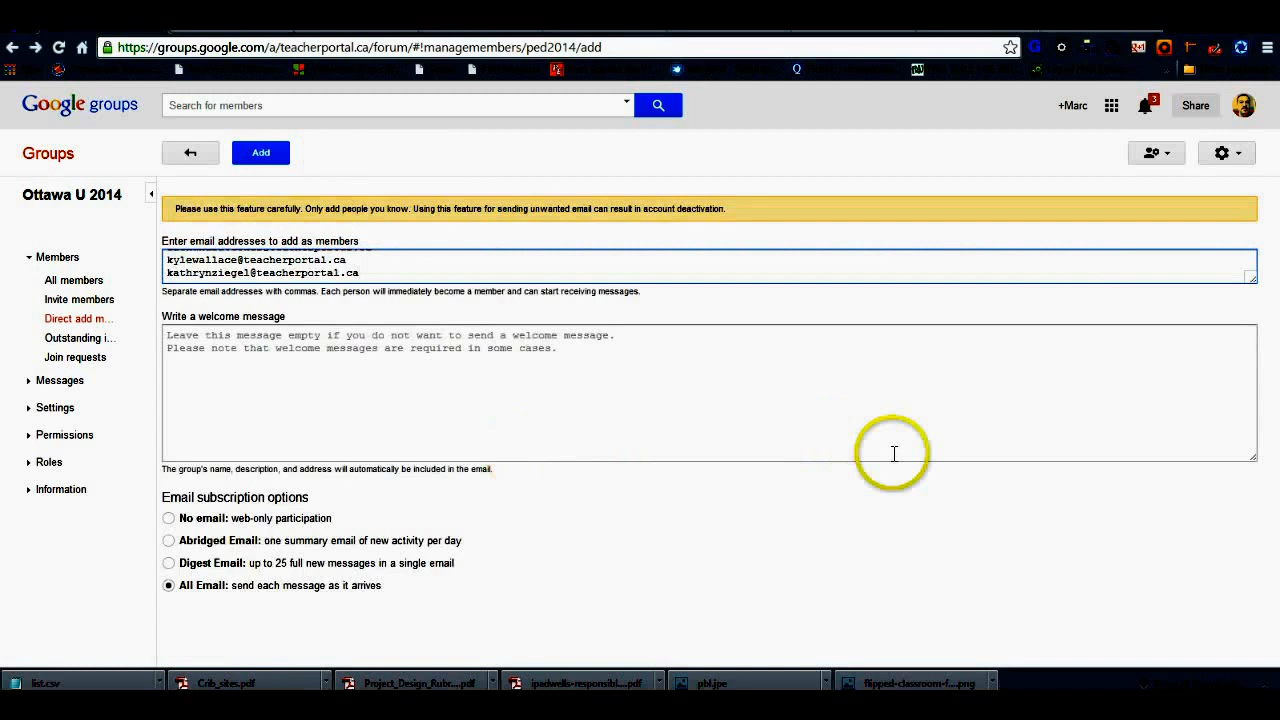 https://groups.google.com/a/teacherportal.ca/forum/#!managemembers/ped2014/add
Google groups
Search for members
+Marc
3
Share
Groups
Add
Ottawa U 2014
Please use this feature carefully. Only add people you know. Using this feature for sending unwanted email can result in account deactivation.
Members
All members
Invite members
Direct add m...
Outstanding i...
Join requests
Messages
Settings
Permissions
Roles
Information
Enter email addresses to add as members
kylewallace@teacherportal.ca
kathrynziegel@teacherportal.ca
Separate email addresses with commas. Each person will immediately become a member and can start receiving messages.
Write a welcome message
Leave this message empty if you do not want to send a welcome message.
Please note that welcome messages are required in some cases.
The group's name, description, and address will automatically be included in the email.
Email subscription options
No email: web-only participation
Abridged Email: one summary email of new activity per day
Digest Email: up to 25 full new messages in a single email
All Email: send each message as it arrives
list.csv
Crib_sites.pdf
Project_Design_Rubr....pdf
ipadwells-responsibl....pdf
pbl.jpe
flipped-classroom-f....png